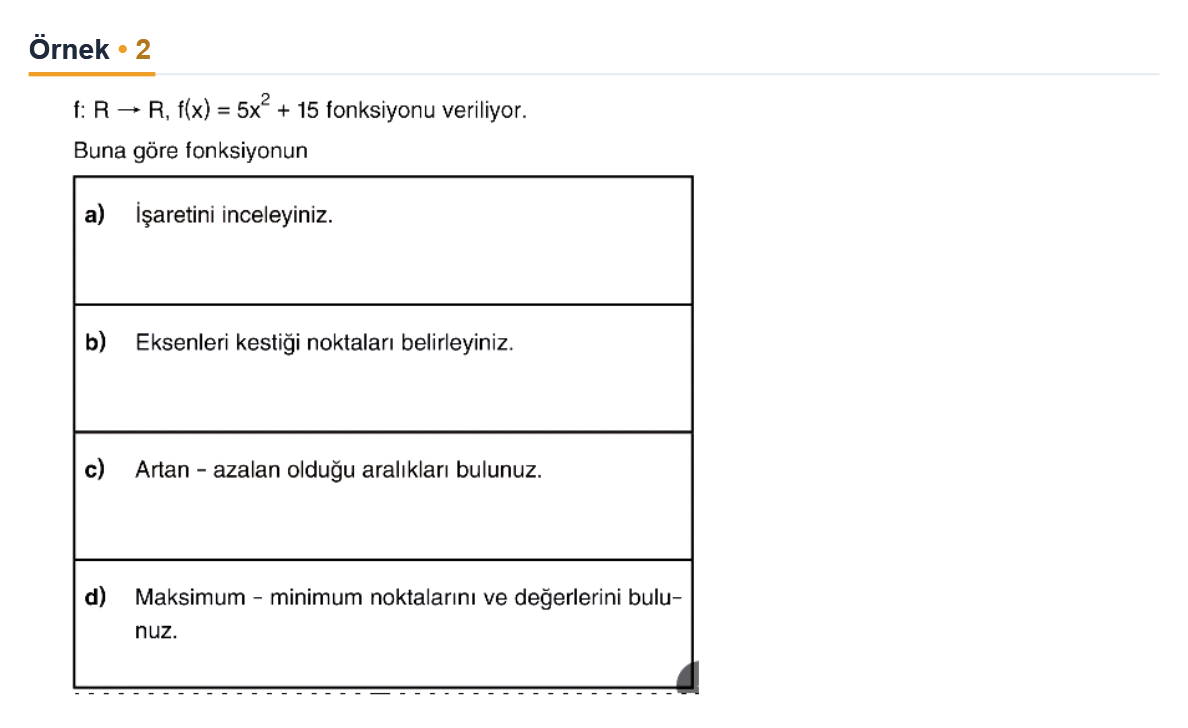 Örnek • 2
f: R → R, f(x) = 5x² + 15 fonksiyonu veriliyor.
Buna göre fonksiyonun
a) İşaretini inceleyiniz.
b) Eksenleri kestiği noktaları belirleyiniz.
c) Artan - azalan olduğu aralıkları bulunuz.
d) Maksimum - minimum noktalarını ve değerlerini bulu-
nuz.